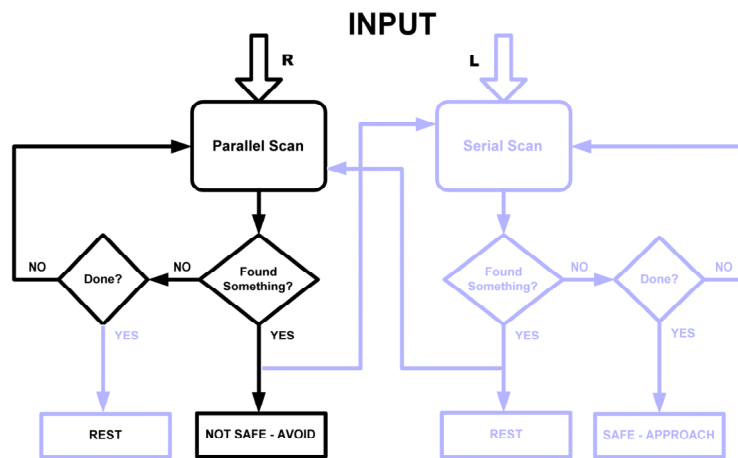 INPUT
R
L
Parallel Scan
Serial Scan
NO
Done?
NO
Found
Something?
Found
Something?
NO
Done?
NO
YES
YES
YES
YES
REST
NOT SAFE - AVOID
REST
SAFE - APPROACH